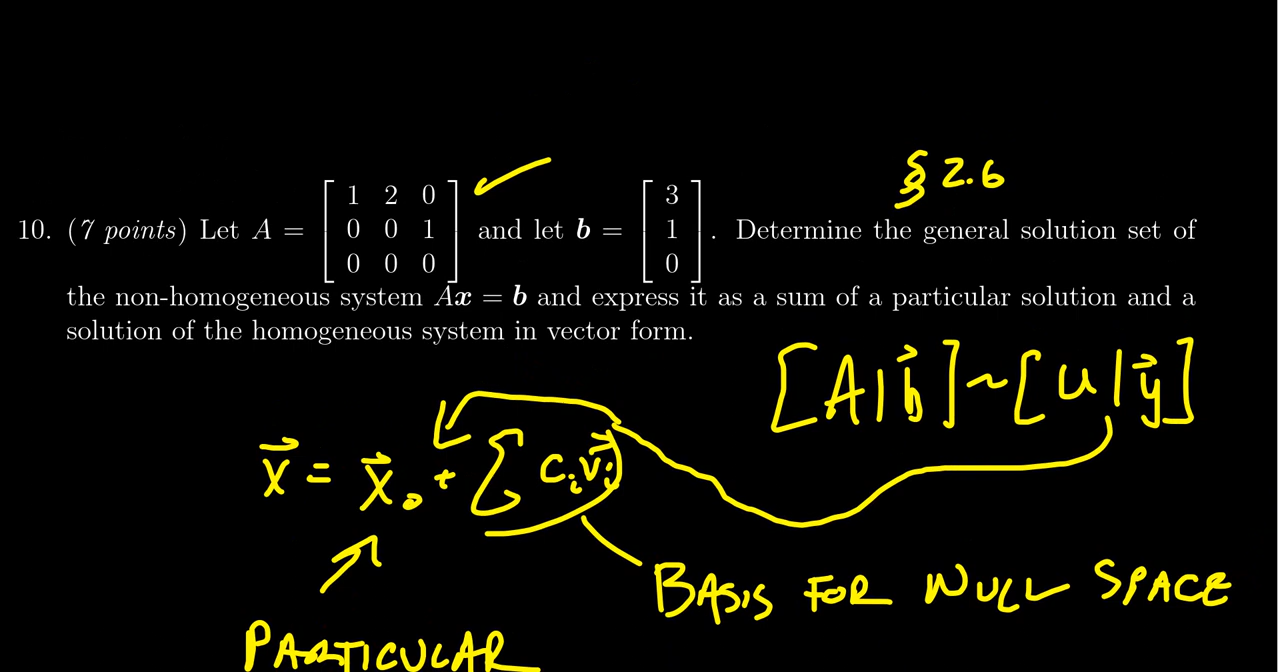 § 2.6
10. (7 points) Let A = [ 1 2 0 ; 0 0 1 ; 0 0 0 ] and let b = [ 3 ; 1 ; 0 ]. Determine the general solution set of
the non-homogeneous system Ax = b and express it as a sum of a particular solution and a
solution of the homogeneous system in vector form.
[A|b⃗] ~ [U|y⃗]
x⃗ = x⃗₀ + Σ cᵢv⃗ᵢ
BASIS FOR NULL SPACE
PARTICULAR